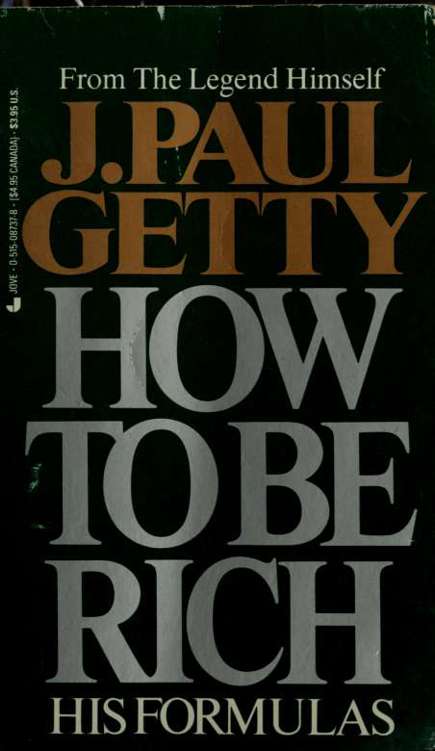 From The Legend Himself
J.PAUL
GETTY
HOW
TO BE
RICH
HIS FORMULAS
J JOVE · 0-515-08737-8 · [$4.95 CANADA] · $3.95 U.S.